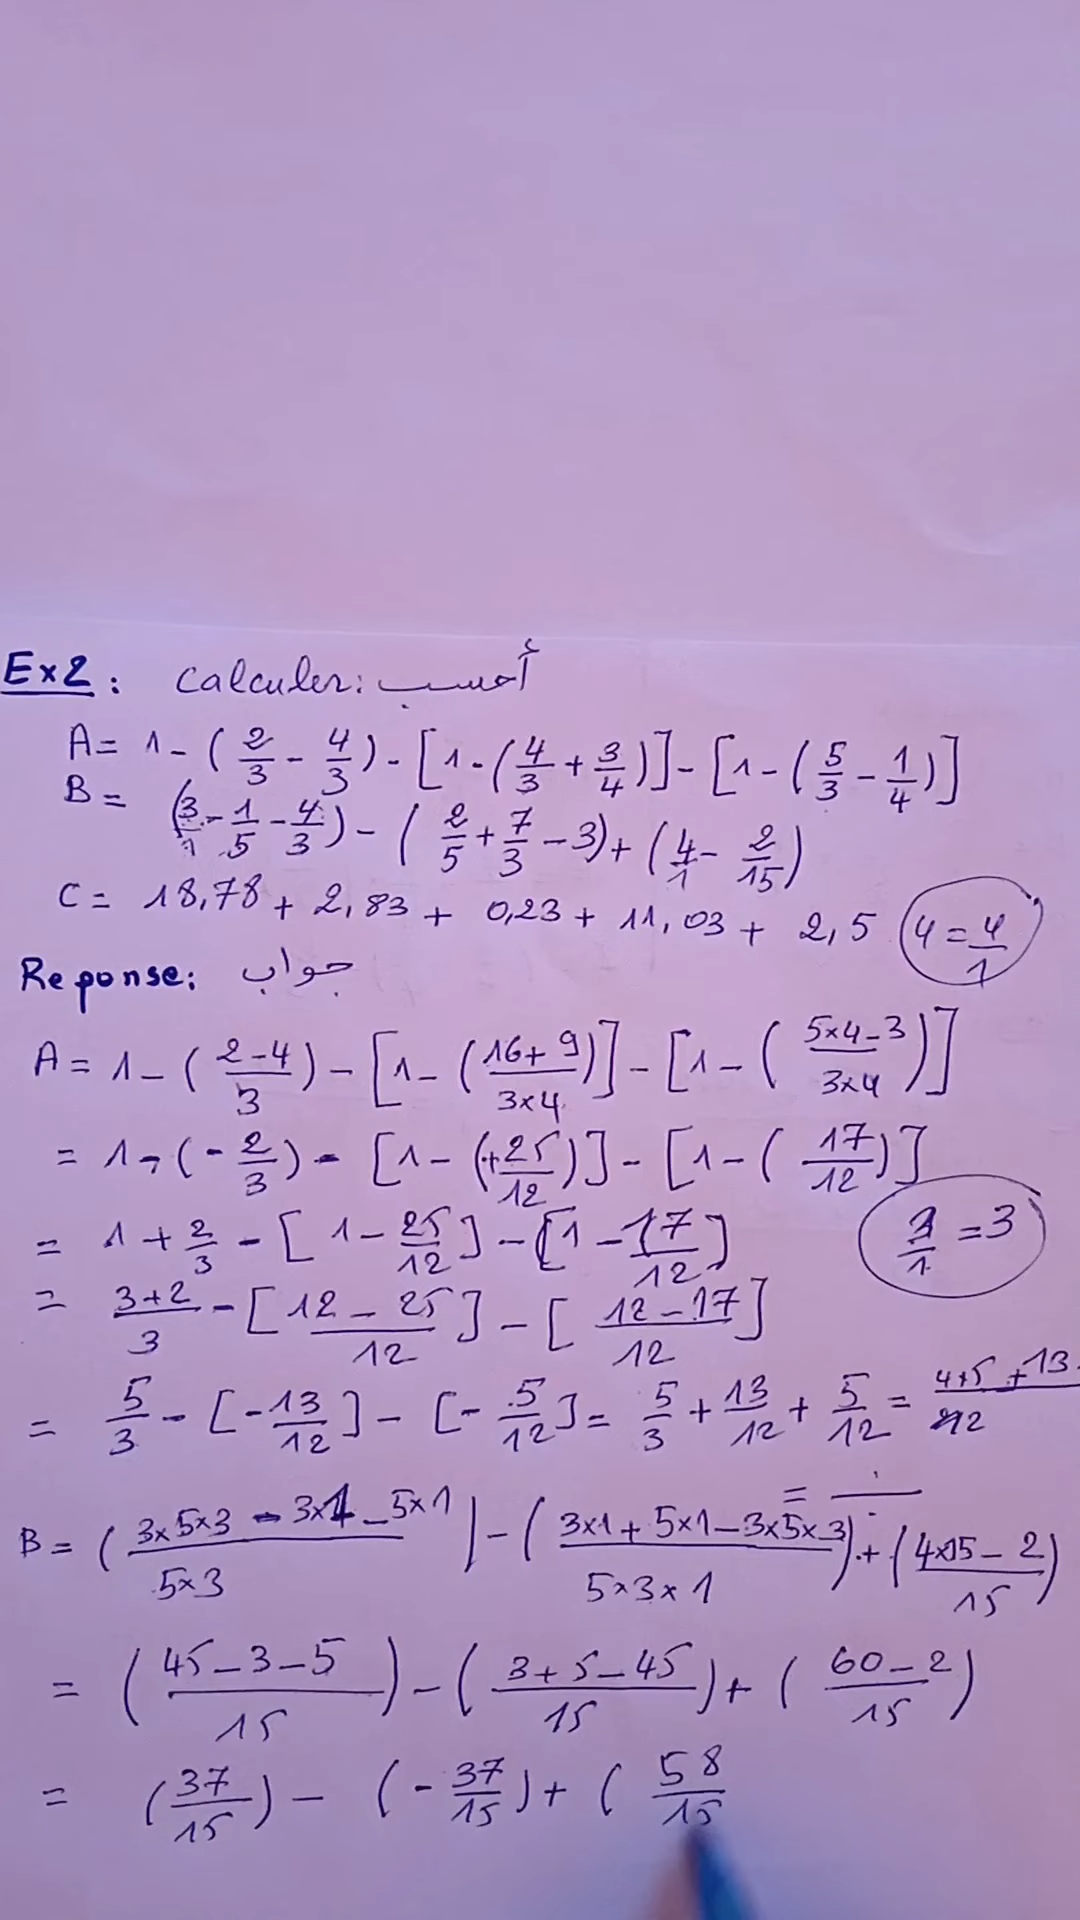 Ex2: Calculer: أحسب
A= 1-(2/3 - 4/3)-[1-(4/3+3/4)]-[1-(5/3-1/4)]
B= (3/1-1/5-4/3)-(2/5+7/3-3)+(4/1-2/15)
C= 18,78+2,83+0,23+11,03+2,5 (4=4/1)
Reponse: جواب
A=1-((2-4)/3)-[1-((16+9)/(3×4))]-[1-((5×4-3)/(3×4))]
= 1-(-2/3)-[1-(+25/12)]-[1-(17/12)]
= 1+2/3-[1-25/12]-[1-17/12] 3/1=3
= (3+2)/3-[(12-25)/12]-[(12-17)/12]
= 5/3-[-13/12]-[-5/12]=5/3+13/12+5/12=
=
B=((3×5×3-3×1-5×1)/(5×3))-((3×1+5×1-3×5×3)/(5×3×1))+((4×15-2)/15)
= ((45-3-5)/15)-((3+5-45)/15)+((60-2)/15)
= (37/15)-(-37/15)+(58/15